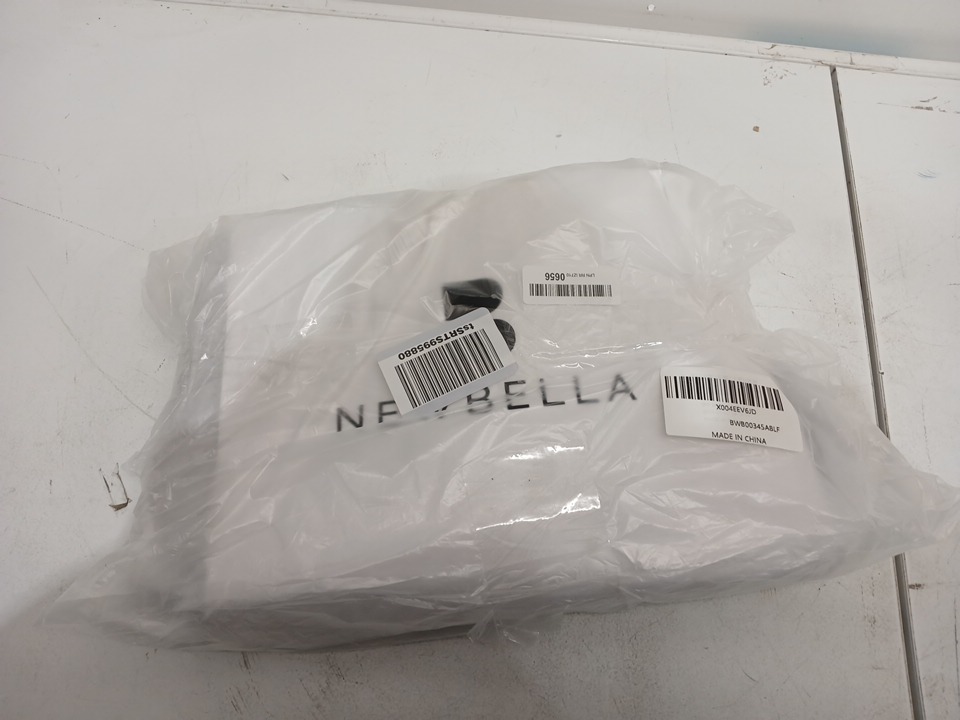 0656
tsSRTS995880
NEWBELLA
X004EEV6JD
BWB00345ABLF
MADE IN CHINA